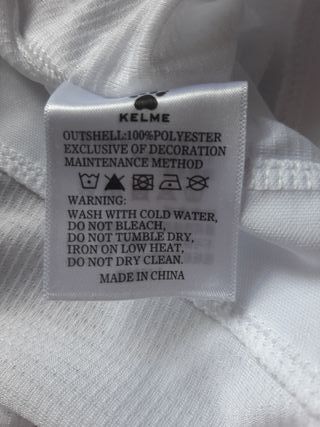 KELME
OUTSHELL:100%POLYESTER
EXCLUSIVE OF DECORATION
MAINTENANCE METHOD
WARNING:
WASH WITH COLD WATER,
DO NOT BLEACH,
DO NOT TUMBLE DRY,
IRON ON LOW HEAT,
DO NOT DRY CLEAN.
MADE IN CHINA